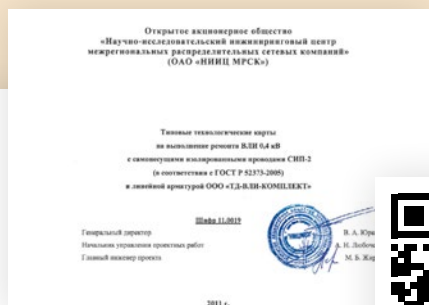 Открытое акционерное общество
«Научно-исследовательский инжиниринговый центр
межрегиональных распределительных сетевых компаний»
(ОАО «НИИЦ МРСК»)
Типовые технологические карты
на выполнение ремонта ВЛИ 0,4 кВ
с самонесущими изолированными проводами СИП-2
(в соответствии с ГОСТ Р 52373-2005)
и линейной арматурой ООО «ТД-ВЛИ-КОМПЛЕКТ»
Шифр 11.0019
Генеральный директор В. А.
Начальник управления проектных работ Н.
Главный инженер проекта М. Б.
2011 г.